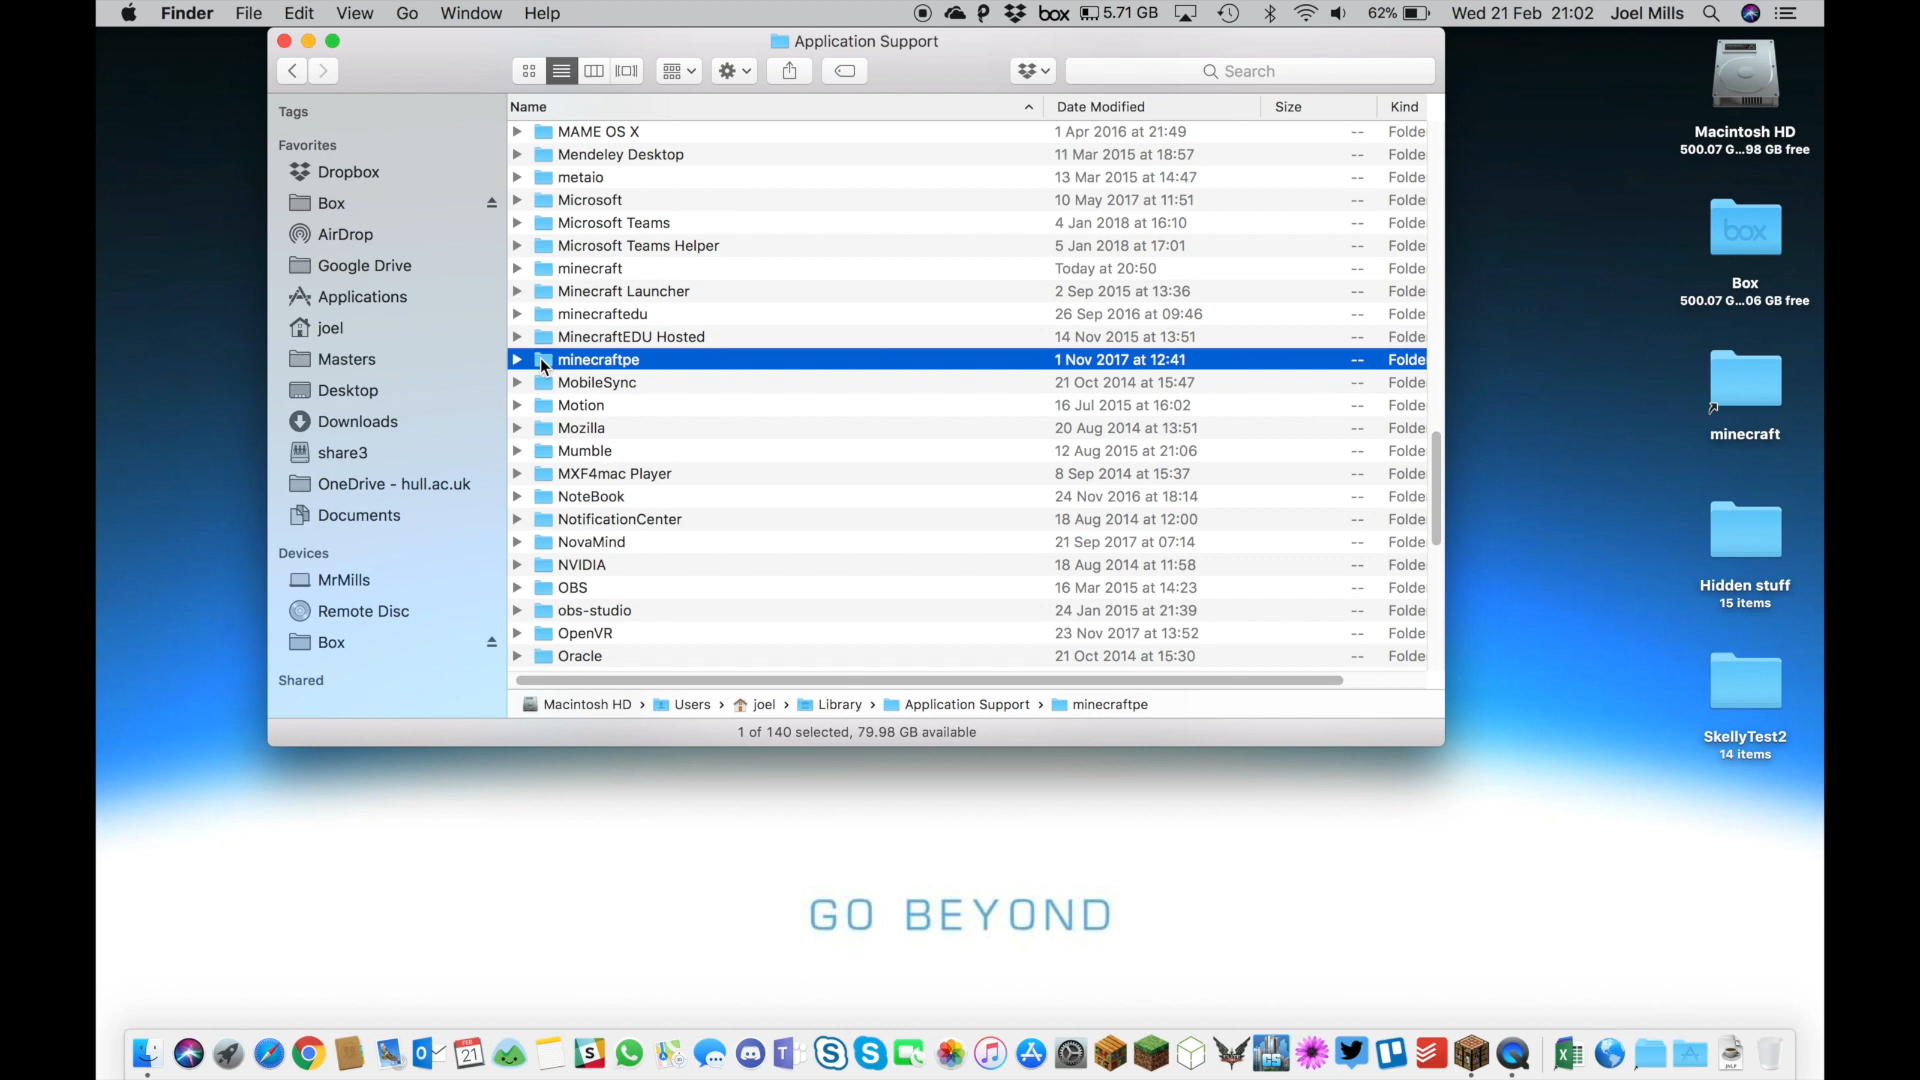 Finder File Edit View Go Window Help box 5.71 GB 62% Wed 21 Feb 21:02 Joel Mills
Application Support
Search
Tags
Favorites
Dropbox
Box
AirDrop
Google Drive
Applications
joel
Masters
Desktop
Downloads
share3
OneDrive - hull.ac.uk
Documents
Devices
MrMills
Remote Disc
Box
Shared
Name Date Modified Size Kind
MAME OS X 1 Apr 2016 at 21:49 -- Folde
Mendeley Desktop 11 Mar 2015 at 18:57 -- Folde
metaio 13 Mar 2015 at 14:47 -- Folde
Microsoft 10 May 2017 at 11:51 -- Folde
Microsoft Teams 4 Jan 2018 at 16:10 -- Folde
Microsoft Teams Helper 5 Jan 2018 at 17:01 -- Folde
minecraft Today at 20:50 -- Folde
Minecraft Launcher 2 Sep 2015 at 13:36 -- Folde
minecraftedu 26 Sep 2016 at 09:46 -- Folde
MinecraftEDU Hosted 14 Nov 2015 at 13:51 -- Folde
minecraftpe 1 Nov 2017 at 12:41 -- Folde
MobileSync 21 Oct 2014 at 15:47 -- Folde
Motion 16 Jul 2015 at 16:02 -- Folde
Mozilla 20 Aug 2014 at 13:51 -- Folde
Mumble 12 Aug 2015 at 21:06 -- Folde
MXF4mac Player 8 Sep 2014 at 15:37 -- Folde
NoteBook 24 Nov 2016 at 18:14 -- Folde
NotificationCenter 18 Aug 2014 at 12:00 -- Folde
NovaMind 21 Sep 2017 at 07:14 -- Folde
NVIDIA 18 Aug 2014 at 11:58 -- Folde
OBS 16 Mar 2015 at 14:23 -- Folde
obs-studio 24 Jan 2015 at 21:39 -- Folde
OpenVR 23 Nov 2017 at 13:52 -- Folde
Oracle 21 Oct 2014 at 15:30 -- Folde
Macintosh HD › Users › joel › Library › Application Support › minecraftpe
1 of 140 selected, 79.98 GB available
Macintosh HD
500.07 G...98 GB free
box
Box
500.07 G...06 GB free
minecraft
Hidden stuff
15 items
SkellyTest2
14 items
GO BEYOND
FEB
21